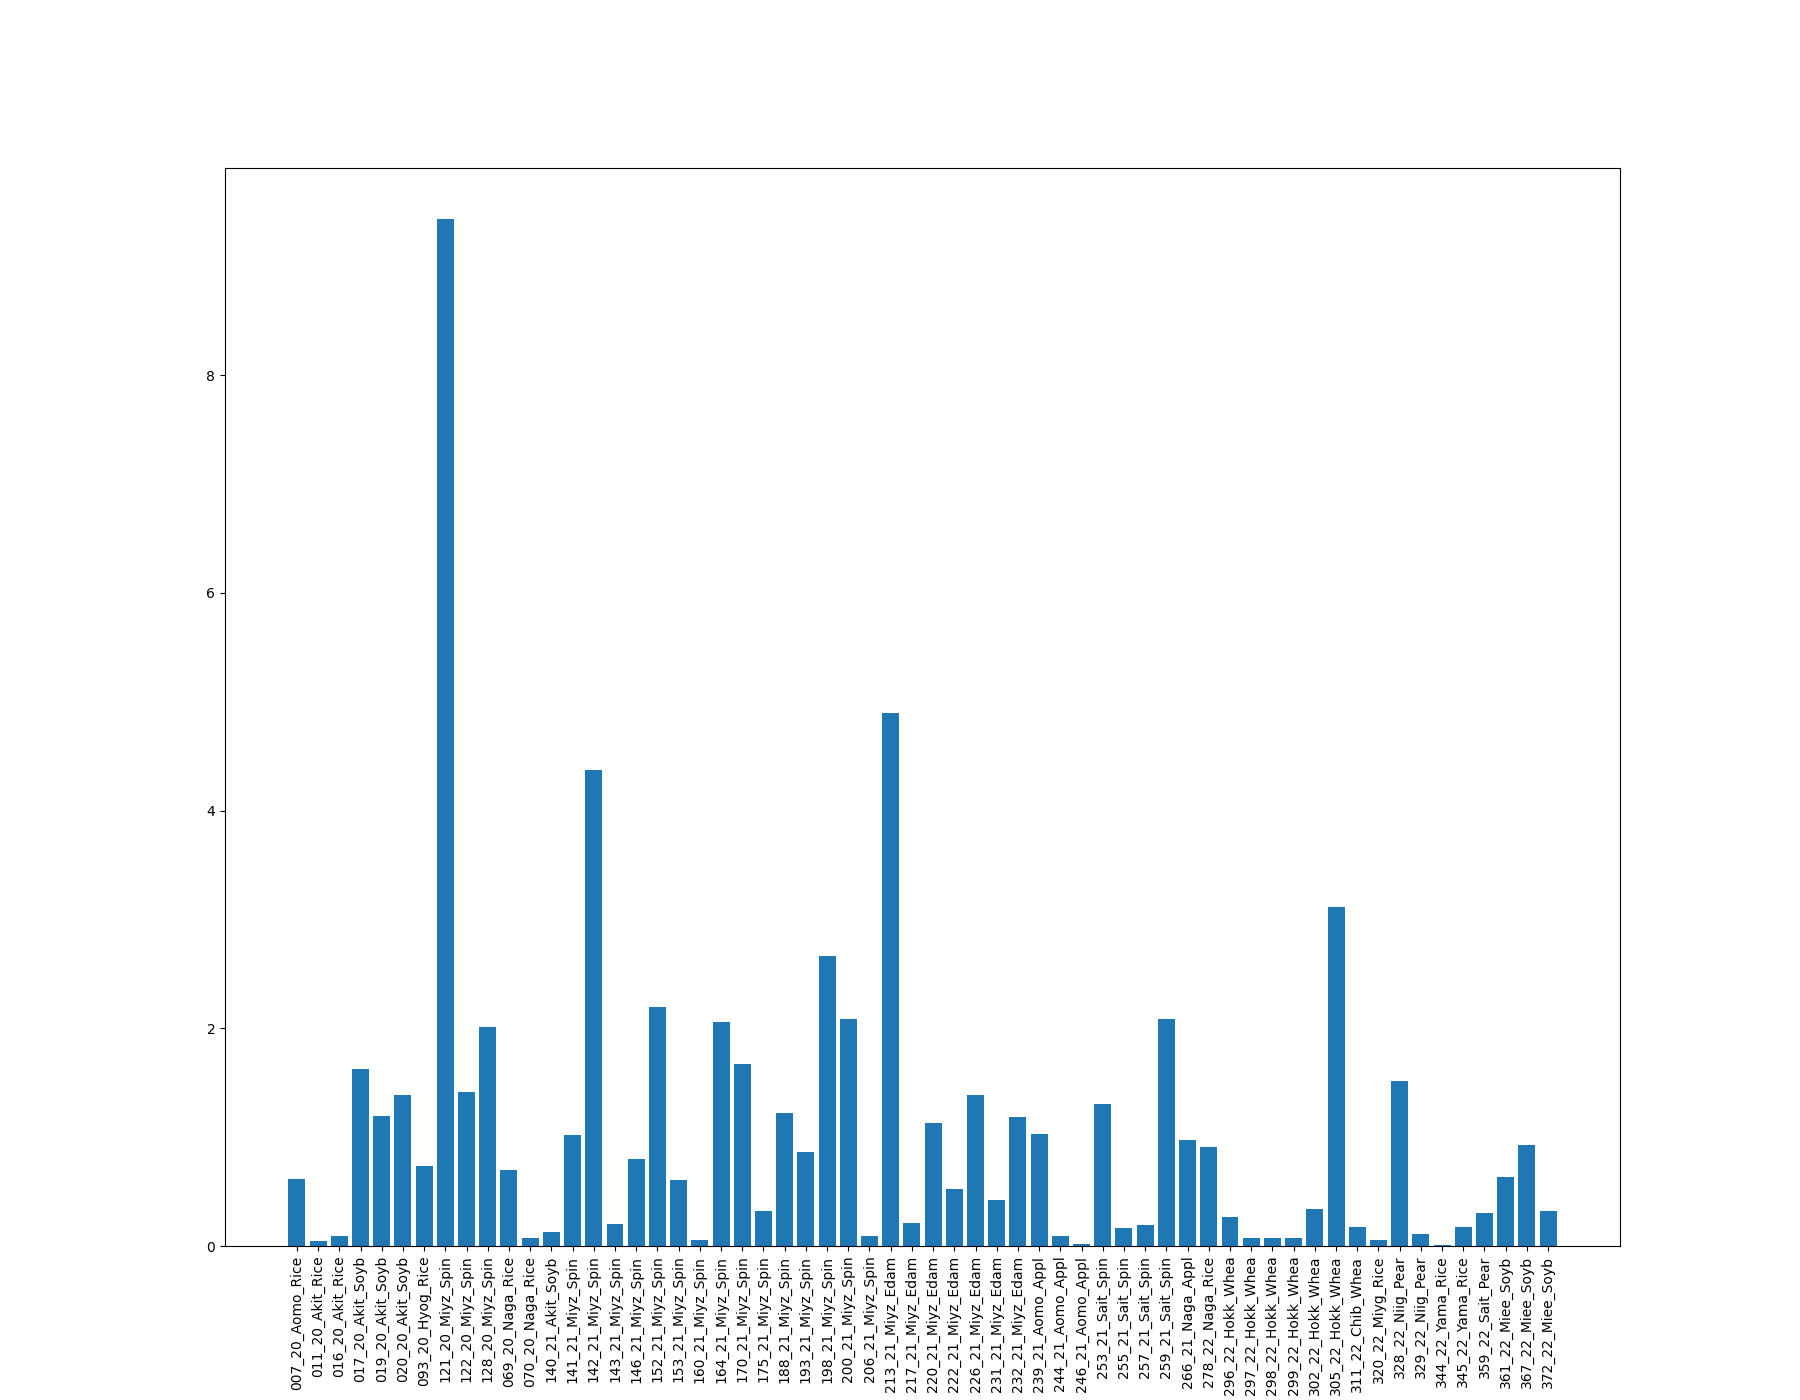 8
6
4
2
0
007_20_Aomo_Rice
011_20_Akit_Rice
016_20_Akit_Rice
017_20_Akit_Soyb
019_20_Akit_Soyb
020_20_Akit_Soyb
093_20_Hyog_Rice
121_20_Miyz_Spin
122_20_Miyz_Spin
128_20_Miyz_Spin
069_20_Naga_Rice
070_20_Naga_Rice
140_21_Akit_Soyb
141_21_Miyz_Spin
142_21_Miyz_Spin
143_21_Miyz_Spin
146_21_Miyz_Spin
152_21_Miyz_Spin
153_21_Miyz_Spin
160_21_Miyz_Spin
164_21_Miyz_Spin
170_21_Miyz_Spin
175_21_Miyz_Spin
188_21_Miyz_Spin
193_21_Miyz_Spin
198_21_Miyz_Spin
200_21_Miyz_Spin
206_21_Miyz_Spin
213_21_Miyz_Edam
217_21_Miyz_Edam
220_21_Miyz_Edam
222_21_Miyz_Edam
226_21_Miyz_Edam
231_21_Miyz_Edam
232_21_Miyz_Edam
239_21_Aomo_Appl
244_21_Aomo_Appl
246_21_Aomo_Appl
253_21_Sait_Spin
255_21_Sait_Spin
257_21_Sait_Spin
259_21_Sait_Spin
266_21_Naga_Appl
278_22_Naga_Rice
296_22_Hokk_Whea
297_22_Hokk_Whea
298_22_Hokk_Whea
299_22_Hokk_Whea
302_22_Hokk_Whea
305_22_Hokk_Whea
311_22_Chib_Whea
320_22_Miyg_Rice
328_22_Niig_Pear
329_22_Niig_Pear
344_22_Yama_Rice
345_22_Yama_Rice
359_22_Sait_Pear
361_22_Miee_Soyb
367_22_Miee_Soyb
372_22_Miee_Soyb